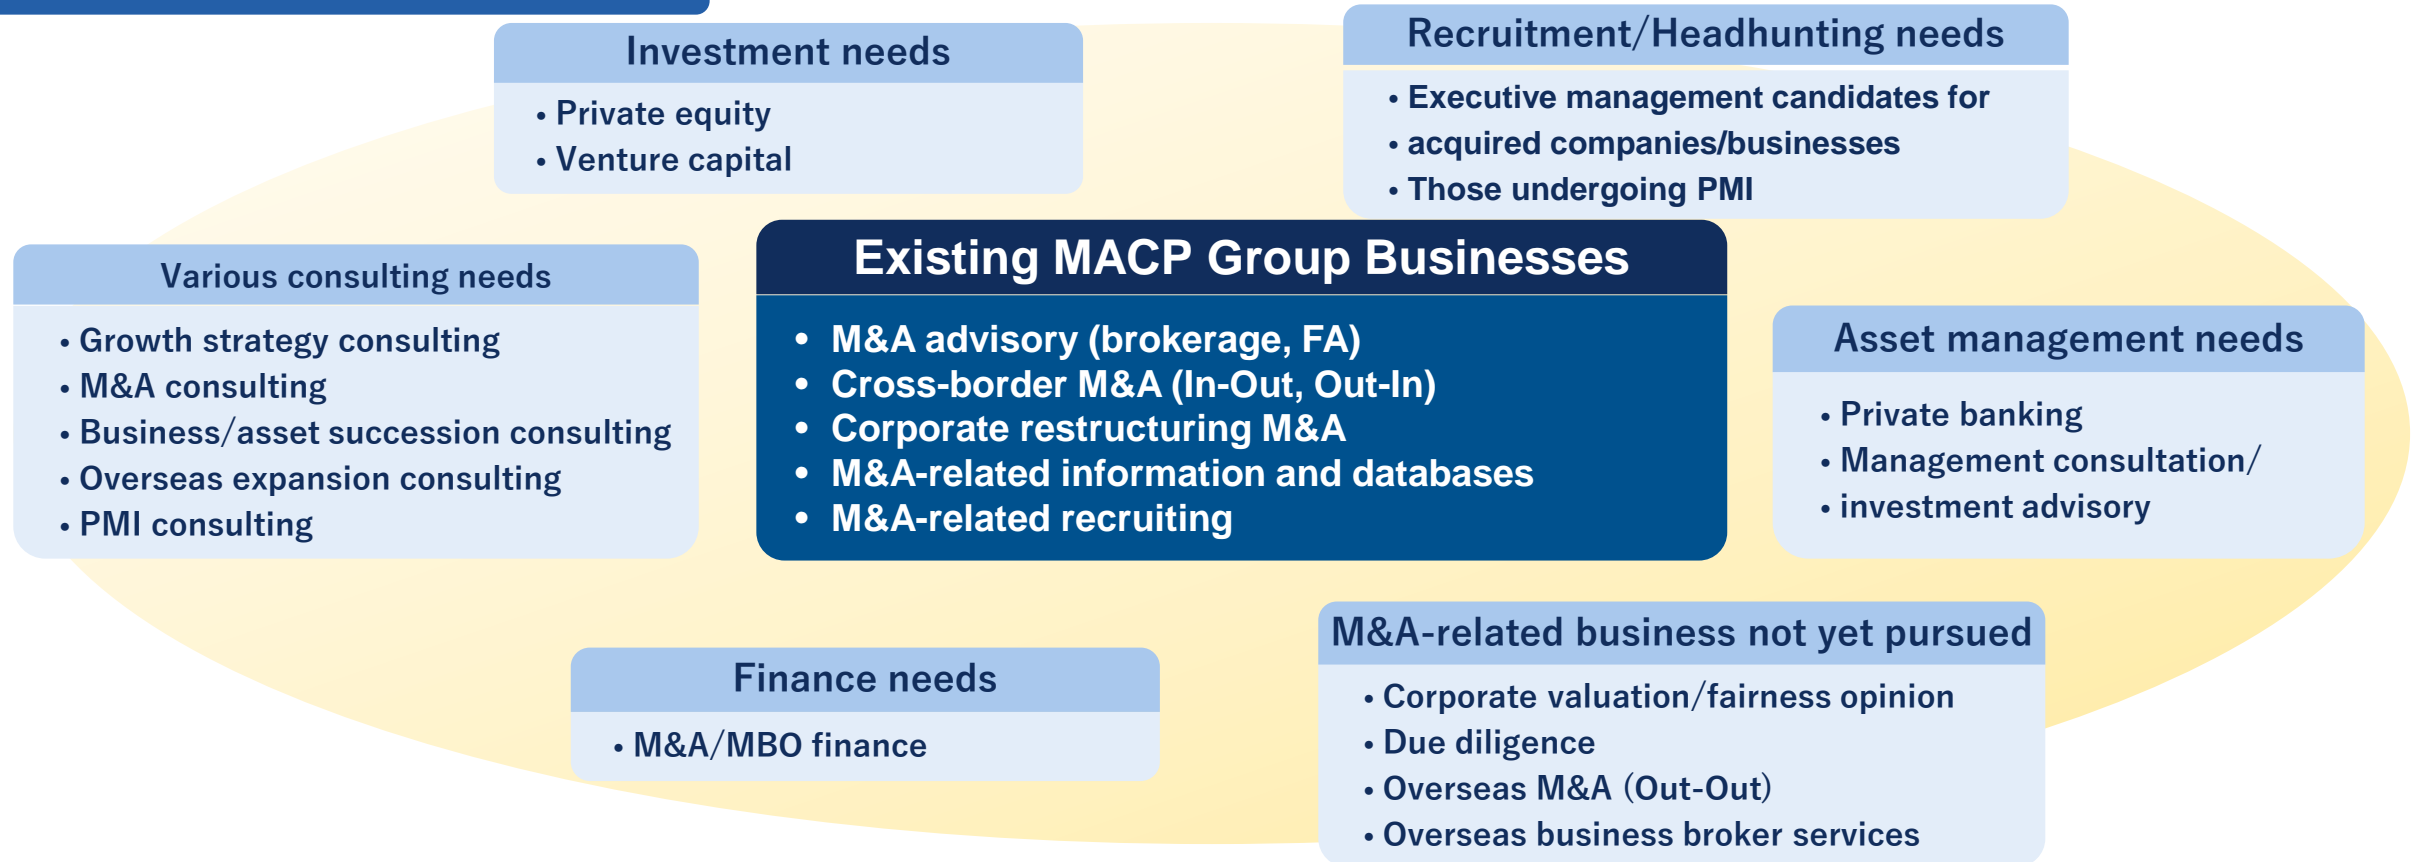 Investment needs
• Private equity
• Venture capital
Recruitment/Headhunting needs
• Executive management candidates for
• acquired companies/businesses
• Those undergoing PMI
Various consulting needs
• Growth strategy consulting
• M&A consulting
• Business/asset succession consulting
• Overseas expansion consulting
• PMI consulting
Existing MACP Group Businesses
• M&A advisory (brokerage, FA)
• Cross-border M&A (In-Out, Out-In)
• Corporate restructuring M&A
• M&A-related information and databases
• M&A-related recruiting
Asset management needs
• Private banking
• Management consultation/
• investment advisory
Finance needs
• M&A/MBO finance
M&A-related business not yet pursued
• Corporate valuation/fairness opinion
• Due diligence
• Overseas M&A (Out-Out)
• Overseas business broker services